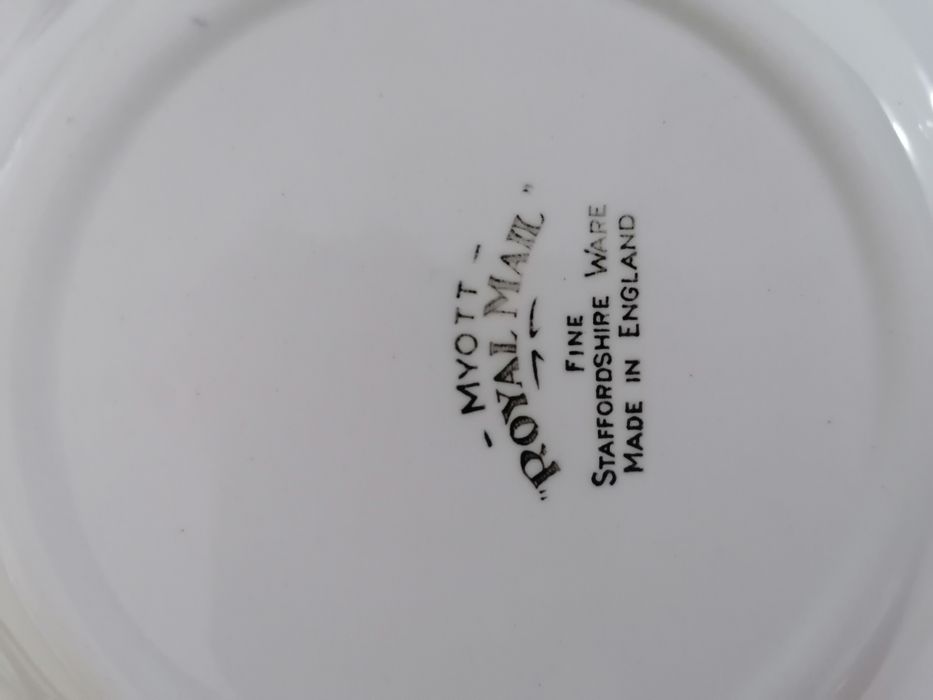 - MYOTT -
"ROYAL MAIL"
FINE
STAFFORDSHIRE WARE
MADE IN ENGLAND